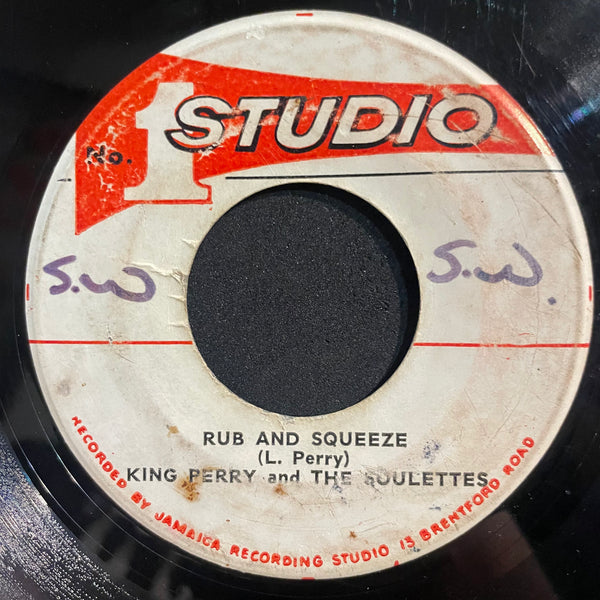 No. 1 STUDIO
S.W S.W.
RUB AND SQUEEZE
(L. Perry)
KING PERRY and THE SOULETTES
RECORDED BY JAMAICA RECORDING STUDIO 13 BRENTFORD ROAD